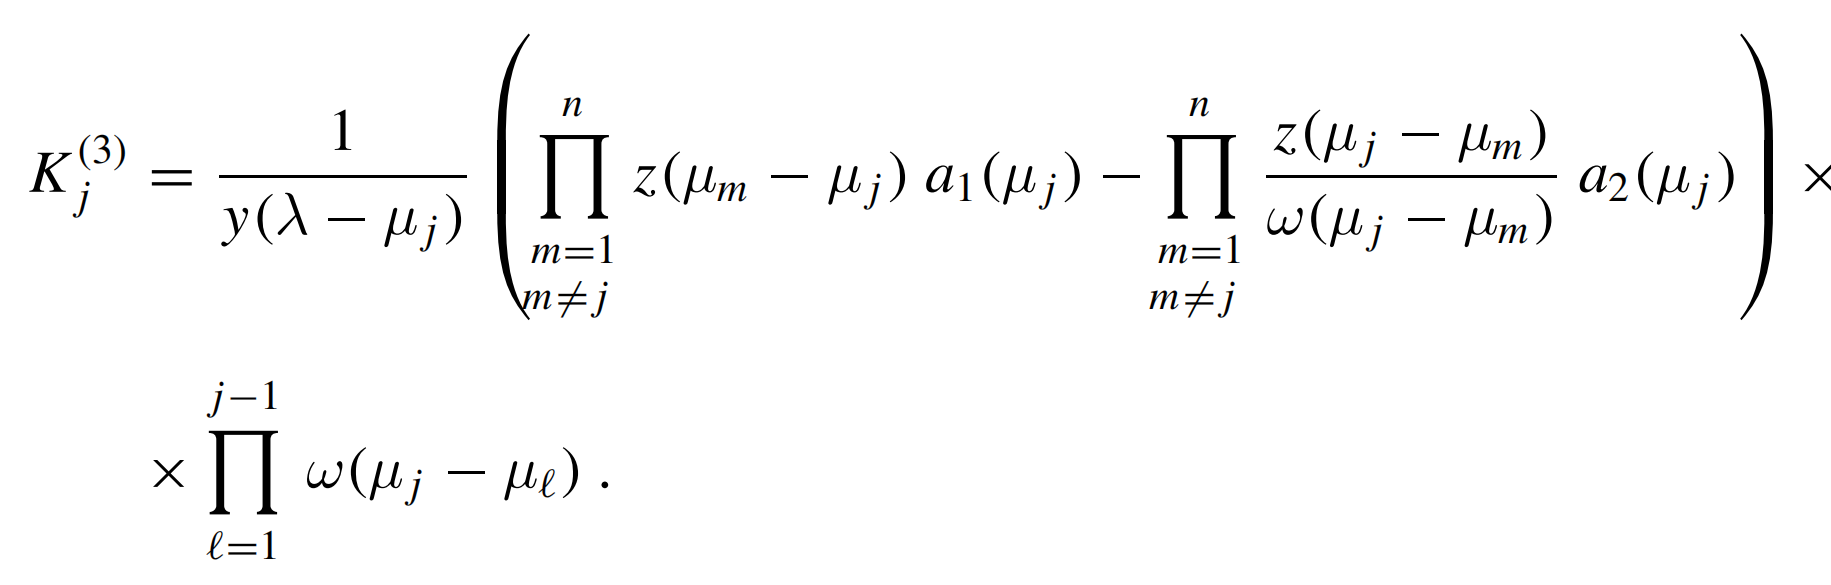 K_j^{(3)} = \frac{1}{y(\lambda - \mu_j)} \left( \prod_{\substack{m=1 \\ m \neq j}}^{n} z(\mu_m - \mu_j) \, a_1(\mu_j) - \prod_{\substack{m=1 \\ m \neq j}}^{n} \frac{z(\mu_j - \mu_m)}{\omega(\mu_j - \mu_m)} \, a_2(\mu_j) \right) \times
\times \prod_{\ell=1}^{j-1} \omega(\mu_j - \mu_\ell) \, .